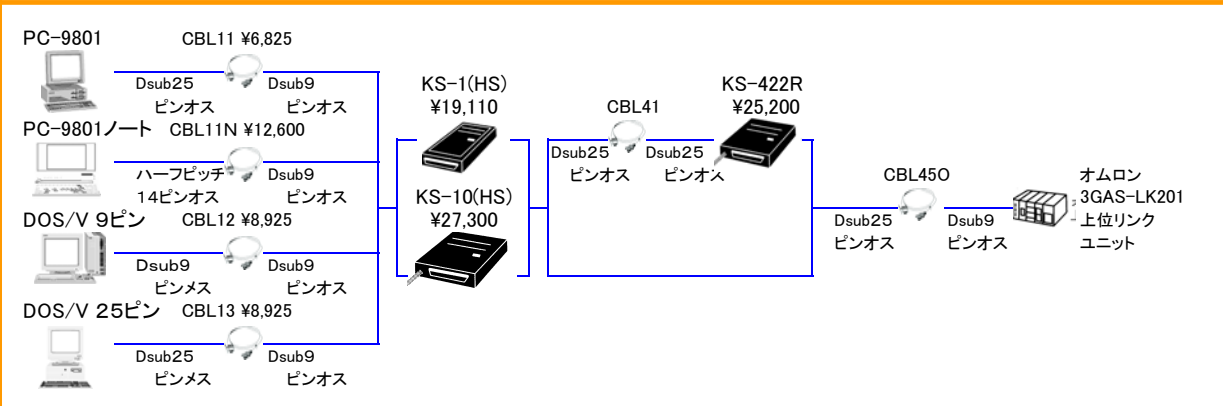 PC-9801
CBL11 ¥6,825
Dsub25
ピンオス
Dsub9
ピンオス
PC-9801ノート
CBL11N ¥12,600
ハーフピッチ
14ピンオス
Dsub9
ピンオス
DOS/V 9ピン
CBL12 ¥8,925
Dsub9
ピンメス
Dsub9
ピンオス
DOS/V 25ピン
CBL13 ¥8,925
Dsub25
ピンメス
Dsub9
ピンオス
KS-1(HS)
¥19,110
KS-10(HS)
¥27,300
CBL41
Dsub25
ピンオス
Dsub25
ピンオス
KS-422R
¥25,200
CBL45O
Dsub25
ピンオス
Dsub9
ピンオス
オムロン
3GAS-LK201
上位リンク
ユニット